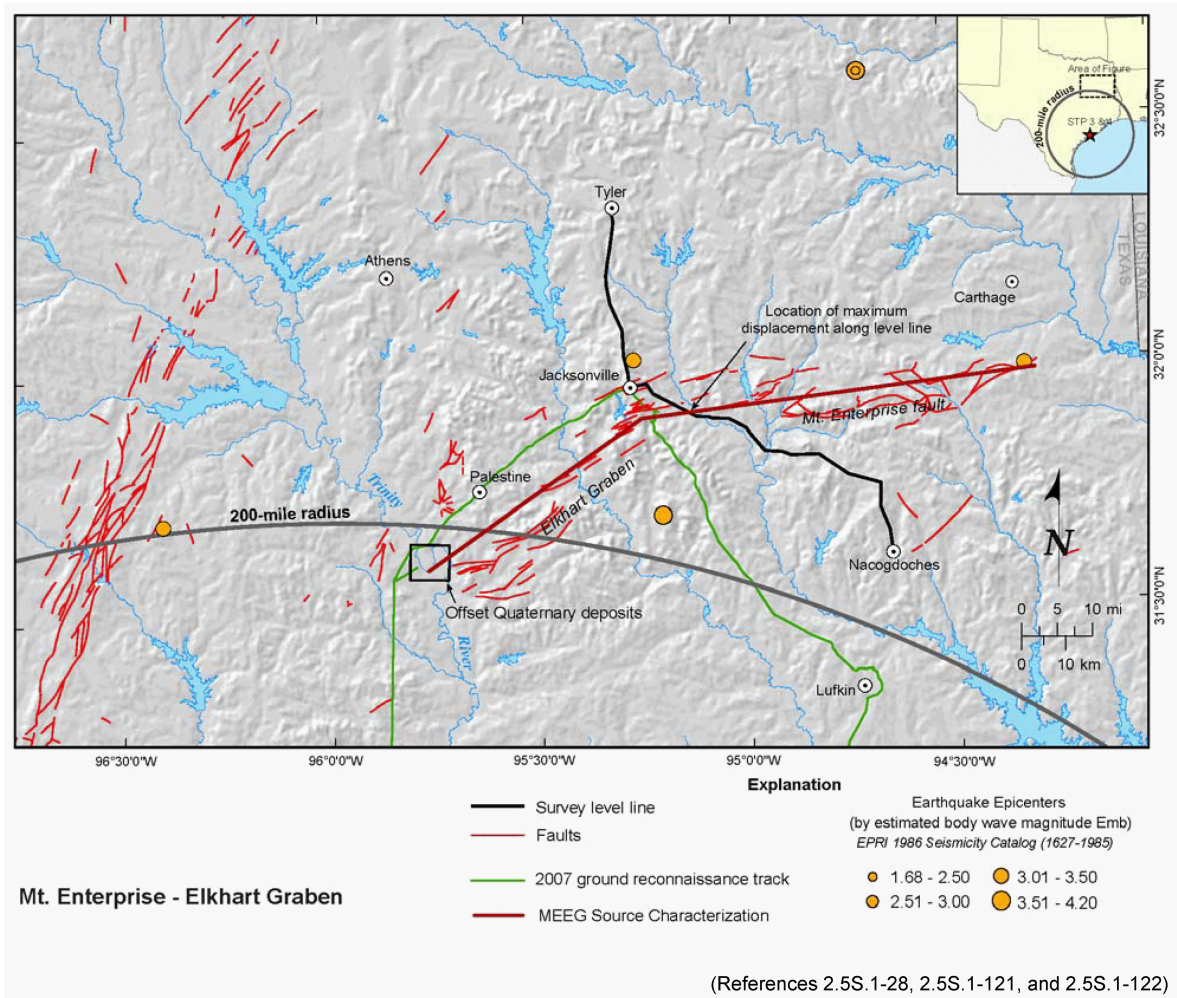 Area of Figure
200-mile radius
STP 3 &4
32°30'0"N
LOUISIANA
TEXAS
Tyler
Athens
Carthage
Location of maximum
displacement along level line
32°0'0"N
Jacksonville
Mt. Enterprise fault
Palestine
Elkhart Graben
Trinity
200-mile radius
N
Nacogdoches
31°30'0"N
Offset Quaternary deposits
0 5 10 mi
0 10 km
River
Lufkin
96°30'0"W 96°0'0"W 95°30'0"W 95°0'0"W 94°30'0"W
Explanation
Survey level line
Faults
2007 ground reconnaissance track
MEEG Source Characterization
Earthquake Epicenters
(by estimated body wave magnitude Emb)
EPRI 1986 Seismicity Catalog (1627-1985)
1.68 - 2.50 3.01 - 3.50
2.51 - 3.00 3.51 - 4.20
Mt. Enterprise - Elkhart Graben
(References 2.5S.1-28, 2.5S.1-121, and 2.5S.1-122)